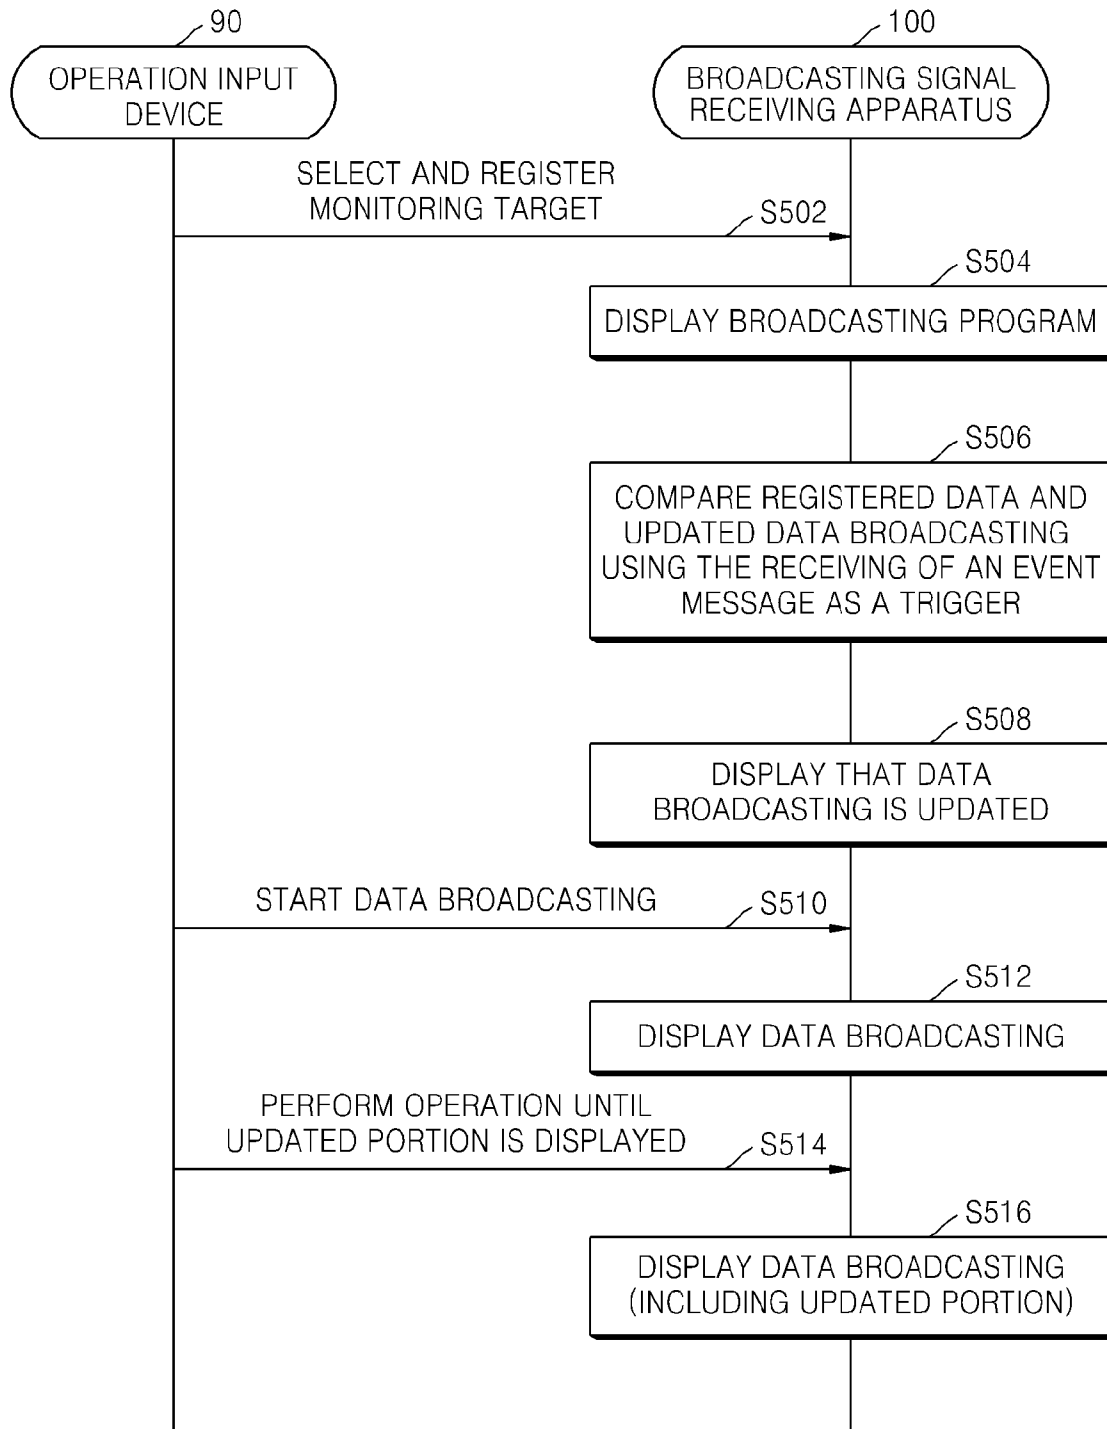 90
100
OPERATION INPUT
DEVICE
BROADCASTING SIGNAL
RECEIVING APPARATUS
SELECT AND REGISTER
MONITORING TARGET
S502
S504
DISPLAY BROADCASTING PROGRAM
S506
COMPARE REGISTERED DATA AND
UPDATED DATA BROADCASTING
USING THE RECEIVING OF AN EVENT
MESSAGE AS A TRIGGER
S508
DISPLAY THAT DATA
BROADCASTING IS UPDATED
START DATA BROADCASTING
S510
S512
DISPLAY DATA BROADCASTING
PERFORM OPERATION UNTIL
UPDATED PORTION IS DISPLAYED
S514
S516
DISPLAY DATA BROADCASTING
(INCLUDING UPDATED PORTION)